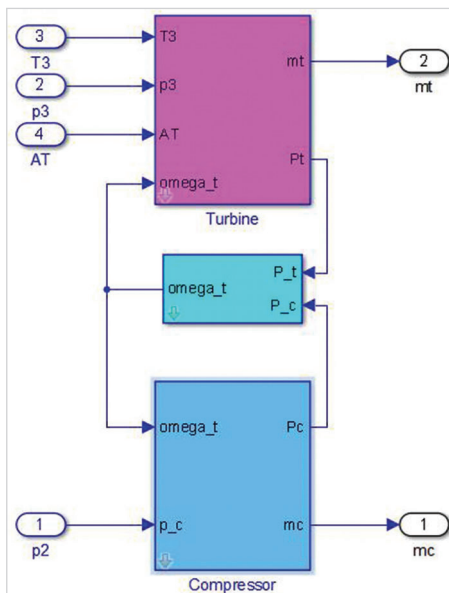 3
T3
T3
mt
2
mt
2
p3
p3
4
AT
AT
Pt
omega_t
Turbine
P_t
omega_t
P_c
omega_t
Pc
1
p2
p_c
mc
1
mc
Compressor